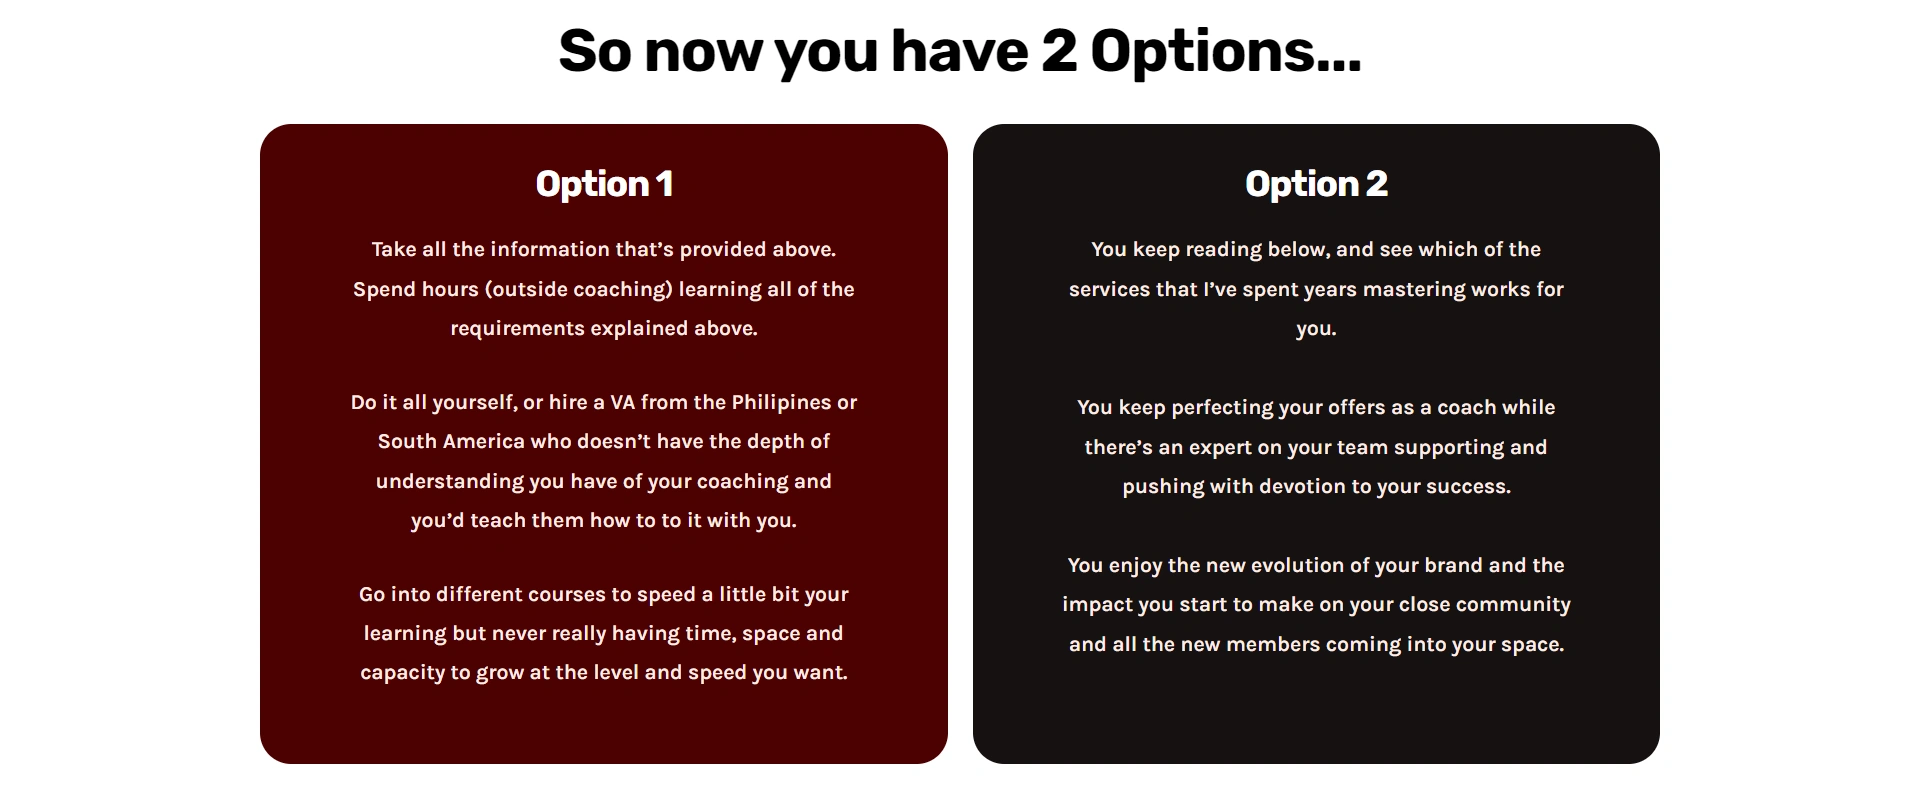 So now you have 2 Options...
Option 1
Take all the information that’s provided above.
Spend hours (outside coaching) learning all of the
requirements explained above.
Do it all yourself, or hire a VA from the Philipines or
South America who doesn’t have the depth of
understanding you have of your coaching and
you’d teach them how to to it with you.
Go into different courses to speed a little bit your
learning but never really having time, space and
capacity to grow at the level and speed you want.
Option 2
You keep reading below, and see which of the
services that I’ve spent years mastering works for
you.
You keep perfecting your offers as a coach while
there’s an expert on your team supporting and
pushing with devotion to your success.
You enjoy the new evolution of your brand and the
impact you start to make on your close community
and all the new members coming into your space.